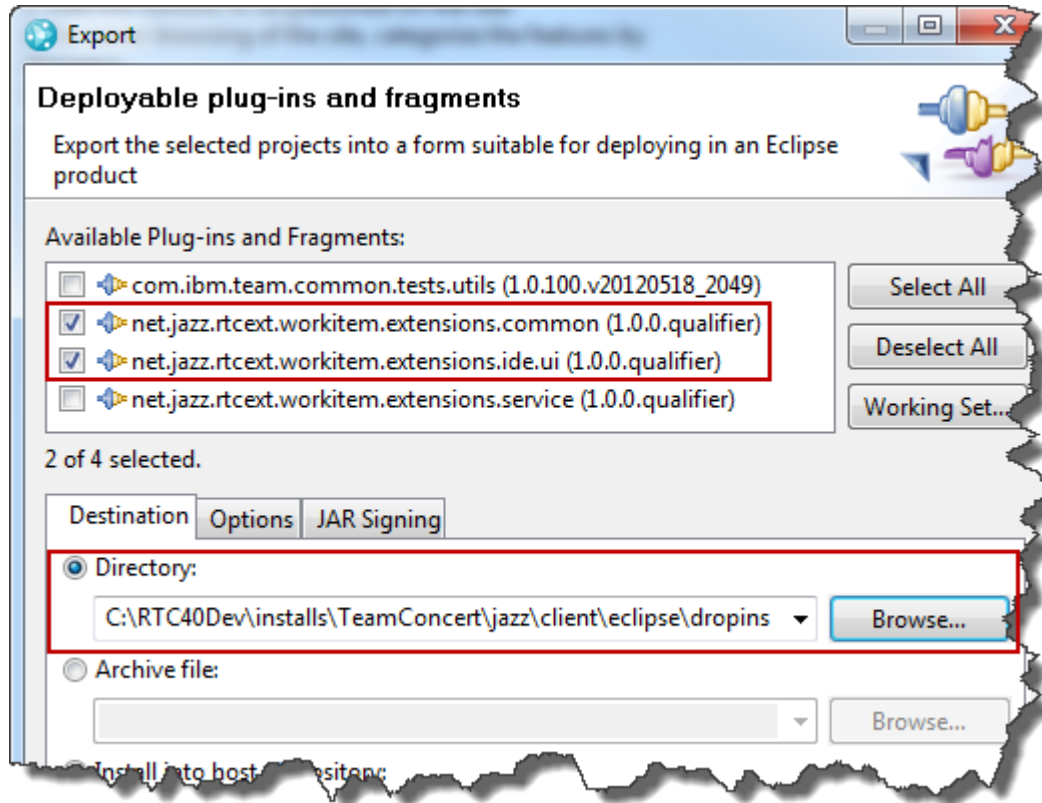 Export
Deployable plug-ins and fragments
Export the selected projects into a form suitable for deploying in an Eclipse
product
Available Plug-ins and Fragments:
com.ibm.team.common.tests.utils (1.0.100.v20120518_2049)
Select All
net.jazz.rtcext.workitem.extensions.common (1.0.0.qualifier)
net.jazz.rtcext.workitem.extensions.ide.ui (1.0.0.qualifier)
Deselect All
net.jazz.rtcext.workitem.extensions.service (1.0.0.qualifier)
Working Set...
2 of 4 selected.
Destination Options JAR Signing
Directory:
C:\RTC40Dev\installs\TeamConcert\jazz\client\eclipse\dropins
Browse...
Archive file:
Browse...
Install into host